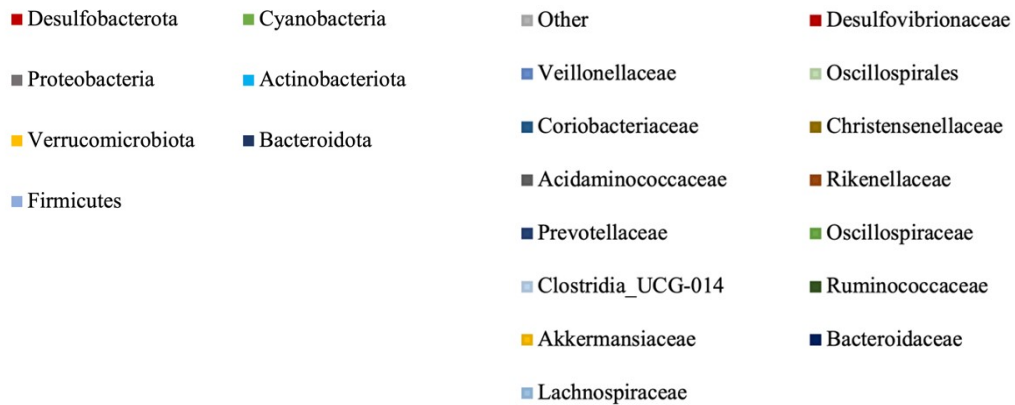 Desulfobacterota
Cyanobacteria
Proteobacteria
Actinobacteriota
Verrucomicrobiota
Bacteroidota
Firmicutes
Other
Desulfovibrionaceae
Veillonellaceae
Oscillospirales
Coriobacteriaceae
Christensenellaceae
Acidaminococcaceae
Rikenellaceae
Prevotellaceae
Oscillospiraceae
Clostridia_UCG-014
Ruminococcaceae
Akkermansiaceae
Bacteroidaceae
Lachnospiraceae